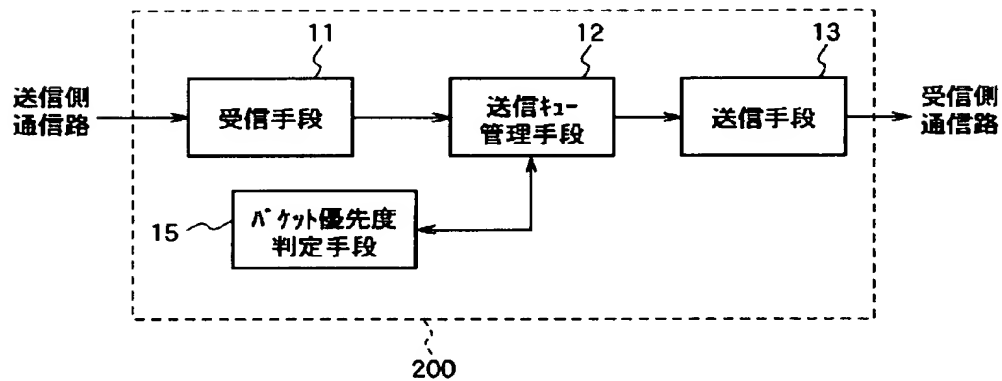 11
12
13
送信側
通信路
受信手段
送信ｷｭｰ
管理手段
送信手段
受信側
通信路
15
ﾊﾟｹｯﾄ優先度
判定手段
200